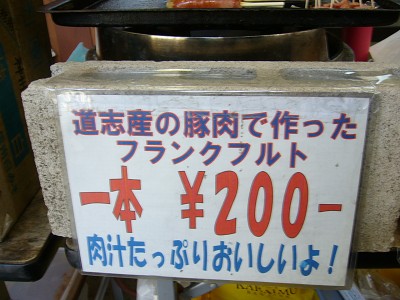 道志産の豚肉で作った
フランクフルト
一本 ¥200-
肉汁たっぷりおいしいよ!